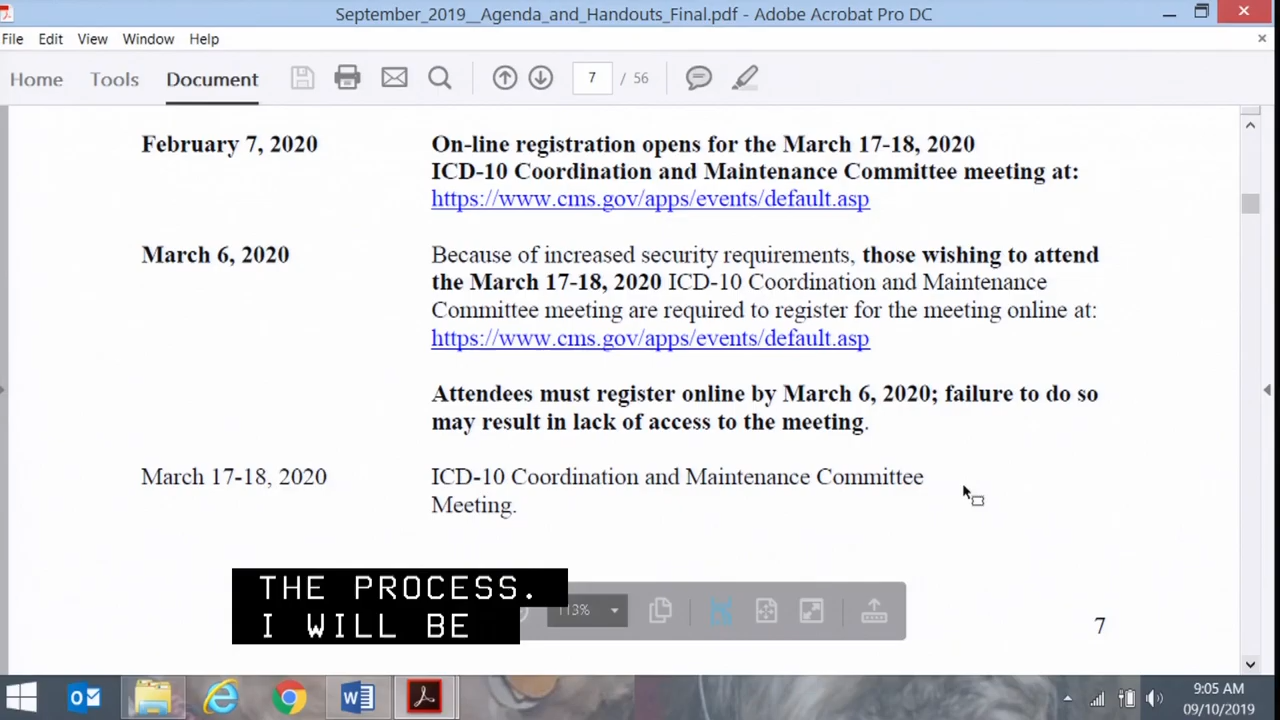 September_2019__Agenda_and_Handouts_Final.pdf - Adobe Acrobat Pro DC
File Edit View Window Help
Home Tools Document 7 / 56
February 7, 2020
On-line registration opens for the March 17-18, 2020
ICD-10 Coordination and Maintenance Committee meeting at:
https://www.cms.gov/apps/events/default.asp
March 6, 2020
Because of increased security requirements, those wishing to attend
the March 17-18, 2020 ICD-10 Coordination and Maintenance
Committee meeting are required to register for the meeting online at:
https://www.cms.gov/apps/events/default.asp
Attendees must register online by March 6, 2020; failure to do so
may result in lack of access to the meeting.
March 17-18, 2020
ICD-10 Coordination and Maintenance Committee
Meeting.
THE PROCESS.
I WILL BE
113%
7
9:05 AM
09/10/2019